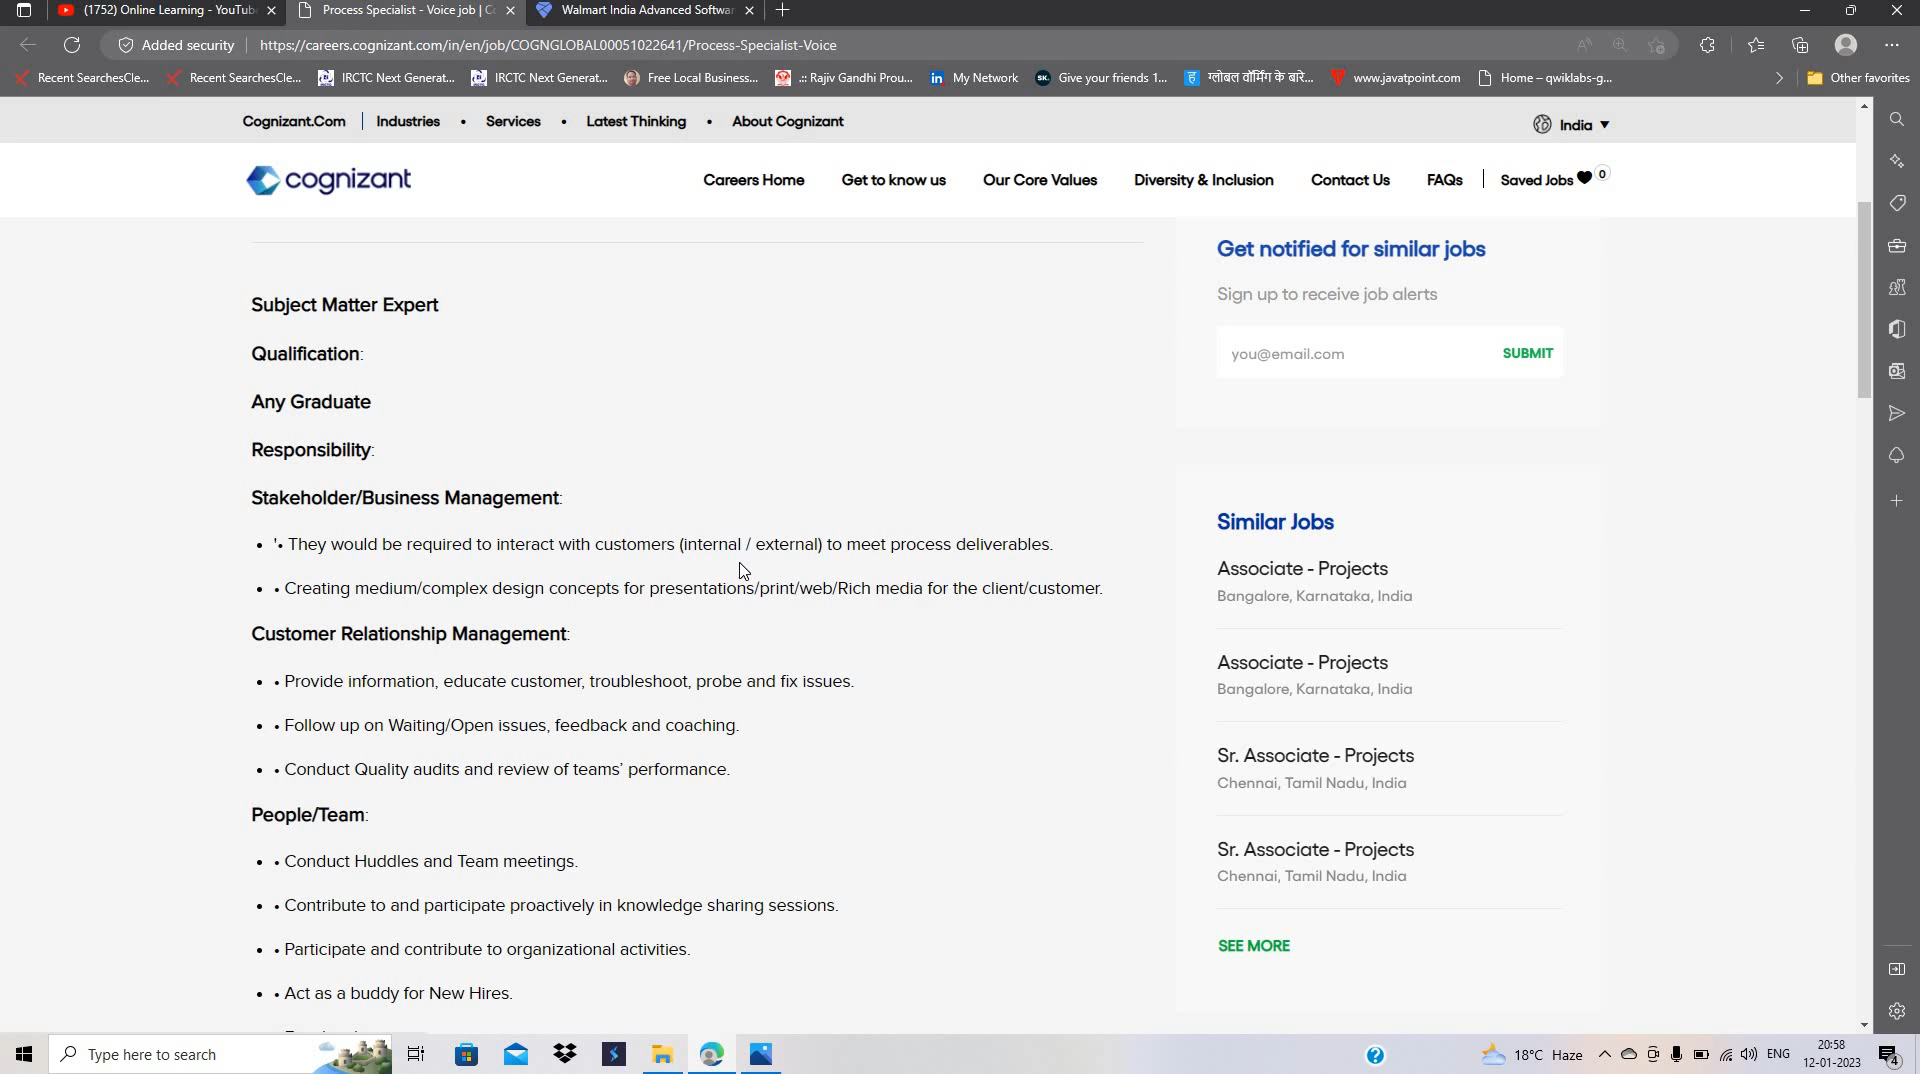 (1752) Online Learning - YouTub
Process Specialist - Voice job | C
Walmart India Advanced Softwar
Added security
https://careers.cognizant.com/in/en/job/COGNGLOBAL00051022641/Process-Specialist-Voice
Recent SearchesCle...
Recent SearchesCle...
IRCTC Next Generat...
IRCTC Next Generat...
Free Local Business...
.:: Rajiv Gandhi Prou...
My Network
Give your friends 1...
ग्लोबल वॉर्मिंग के बारे...
www.javatpoint.com
Home – qwiklabs-g...
Other favorites
Cognizant.Com
Industries • Services • Latest Thinking • About Cognizant
India
cognizant
Careers Home
Get to know us
Our Core Values
Diversity & Inclusion
Contact Us
FAQs
Saved Jobs 0
Subject Matter Expert
Qualification:
Any Graduate
Responsibility:
Stakeholder/Business Management:
• '• They would be required to interact with customers (internal / external) to meet process deliverables.
• • Creating medium/complex design concepts for presentations/print/web/Rich media for the client/customer.
Customer Relationship Management:
• • Provide information, educate customer, troubleshoot, probe and fix issues.
• • Follow up on Waiting/Open issues, feedback and coaching.
• • Conduct Quality audits and review of teams’ performance.
People/Team:
• • Conduct Huddles and Team meetings.
• • Contribute to and participate proactively in knowledge sharing sessions.
• • Participate and contribute to organizational activities.
• • Act as a buddy for New Hires.
Get notified for similar jobs
Sign up to receive job alerts
you@email.com
SUBMIT
Similar Jobs
Associate - Projects
Bangalore, Karnataka, India
Associate - Projects
Bangalore, Karnataka, India
Sr. Associate - Projects
Chennai, Tamil Nadu, India
Sr. Associate - Projects
Chennai, Tamil Nadu, India
SEE MORE
Type here to search
18°C Haze
ENG
20:58
12-01-2023
4